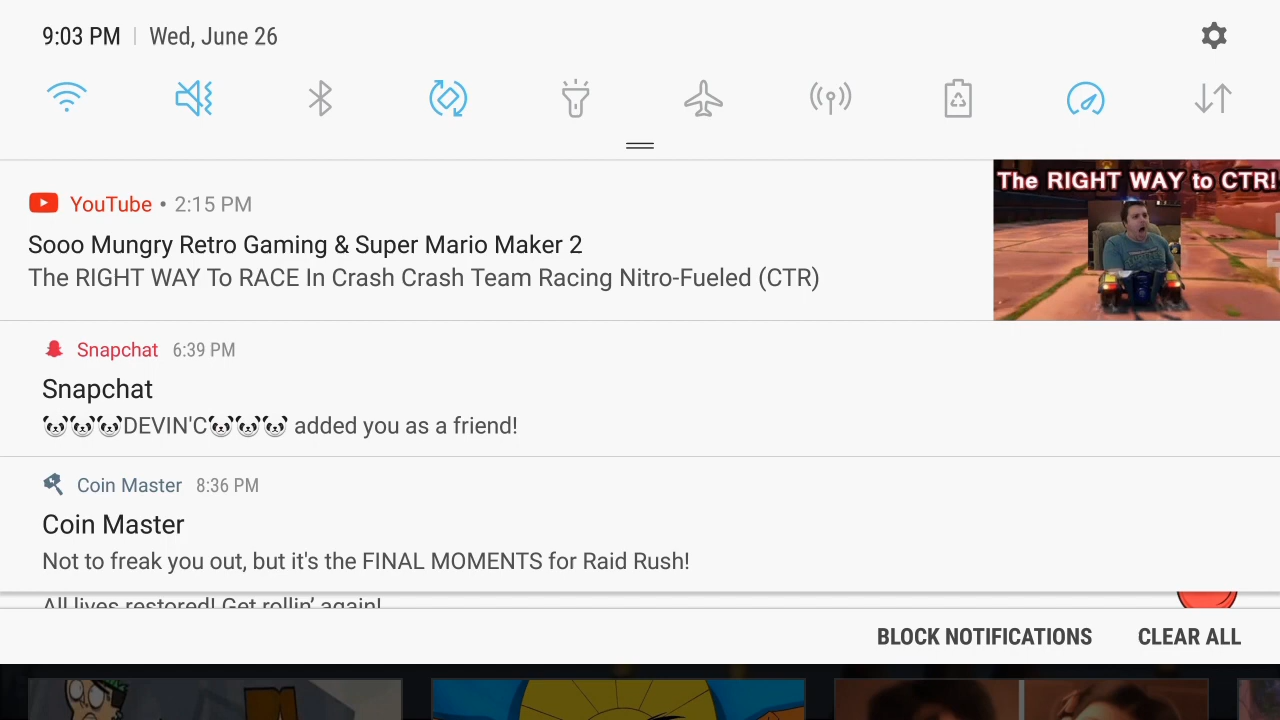 9:03 PM | Wed, June 26
YouTube • 2:15 PM
Sooo Mungry Retro Gaming & Super Mario Maker 2
The RIGHT WAY To RACE In Crash Crash Team Racing Nitro-Fueled (CTR)
The RIGHT WAY to CTR!
Snapchat 6:39 PM
Snapchat
🐼🐼🐼DEVIN'C🐼🐼🐼 added you as a friend!
Coin Master 8:36 PM
Coin Master
Not to freak you out, but it's the FINAL MOMENTS for Raid Rush!
All lives restored! Get rollin’ again!
BLOCK NOTIFICATIONS CLEAR ALL